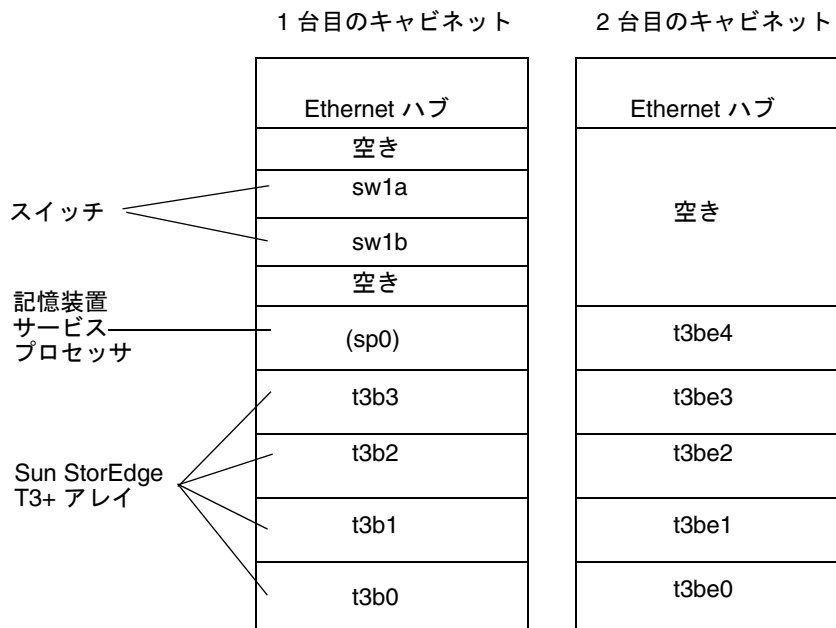 1 台目のキャビネット
2 台目のキャビネット
Ethernet ハブ
空き
sw1a
sw1b
空き
(sp0)
t3b3
t3b2
t3b1
t3b0
スイッチ
記憶装置
サービス
プロセッサ
Sun StorEdge
T3+ アレイ
Ethernet ハブ
空き
t3be4
t3be3
t3be2
t3be1
t3be0